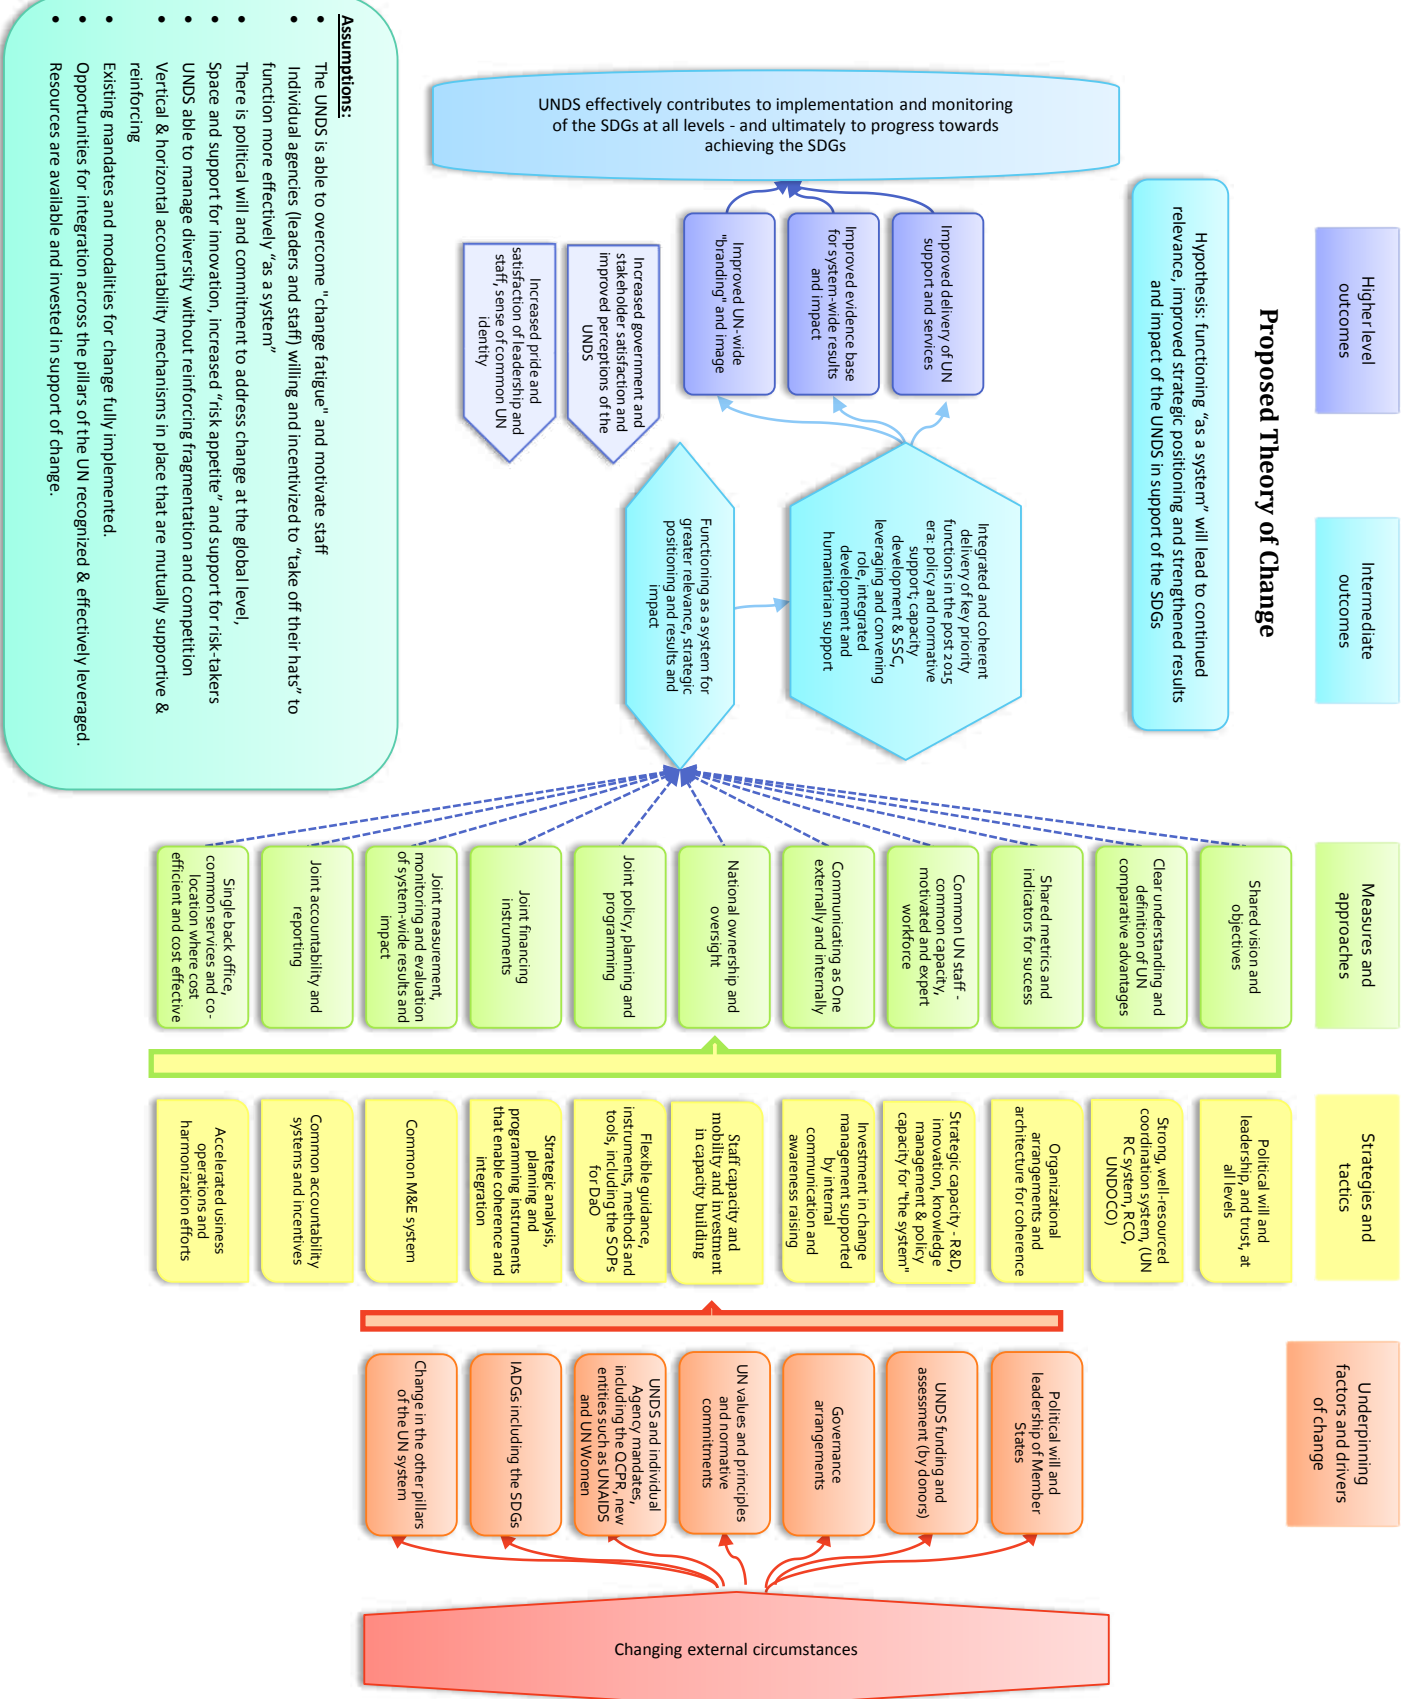 Proposed Theory of Change
Higher level
outcomes
Hypothesis: functioning "as a system" will lead to continued
relevance, improved strategic positioning and strengthened results
and impact of the UNDS in support of the SDGs
UNDS effectively contributes to implementation and monitoring
of the SDGs at all levels - and ultimately to progress towards
achieving the SDGs
Improved delivery of UN
support and services
Improved evidence base
for system-wide results
and impact
Improved UN-wide
"branding" and image
Increased government and
stakeholder satisfaction and
improved perceptions of the
UNDS
Increased pride and
satisfaction of leadership and
staff, sense of common UN
identity
Intermediate
outcomes
Integrated and coherent
delivery of key priority
functions in the post 2015
era: policy and normative
support; capacity
development & SSC,
leveraging and convening
role, integrated
development and
humanitarian support
Functioning as a system for
greater relevance, strategic
positioning and results and
impact
Measures and
approaches
Shared vision and
objectives
Clear understanding and
definition of UN
comparative advantages
Shared metrics and
indicators for success
Common UN staff -
common capacity,
motivated and expert
workforce
Communicating as One
externally and internally
National ownership and
oversight
Joint policy, planning and
programming
Joint financing
instruments
Joint measurement,
monitoring and evaluation
of system-wide results and
impact
Joint accountability and
reporting
Single back office,
common services and co-
location where cost
efficient and cost effective
Strategies and
tactics
Political will and
leadership, and trust, at
all levels
Strong, well-resourced
coordination system, (UN
RC system, RCO,
UNDOCO)
Organizational
arrangements and
architecture for coherence
Strategic capacity - R&D,
innovation, knowledge
management & policy
capacity for "the system"
Investment in change
management supported
by internal
communication and
awareness raising
Staff capacity and
mobility and investment
in capacity building
Flexible guidance,
instruments, methods and
tools, including the SOPs
for DaO
Strategic analysis,
planning and
programming instruments
that enable coherence and
integration
Common M&E system
Common accountability
systems and incentives
Accelerated usiness
operations and
harmonization efforts
Underpinning
factors and drivers
of change
Political will and
leadership of Member
States
UNDS funding and
assessment (by donors)
Governance
arrangements
UN values and principles
and normative
commitments
UNDS and individual
Agency mandates,
including the QCPR, new
entities such as UNAIDS
and UN Women
IADGs including the SDGs
Change in the other pillars
of the UN system
Changing external circumstances
Assumptions:
• The UNDS is able to overcome "change fatigue" and motivate staff
• Individual agencies (leaders and staff) willing and incentivized to "take off their hats" to
function more effectively "as a system"
• There is political will and commitment to address change at the global level,
• Space and support for innovation, increased "risk appetite" and support for risk-takers
• UNDS able to manage diversity without reinforcing fragmentation and competition
• Vertical & horizontal accountability mechanisms in place that are mutually supportive &
reinforcing
• Existing mandates and modalities for change fully implemented.
• Opportunities for integration across the pillars of the UN recognized & effectively leveraged.
• Resources are available and invested in support of change.